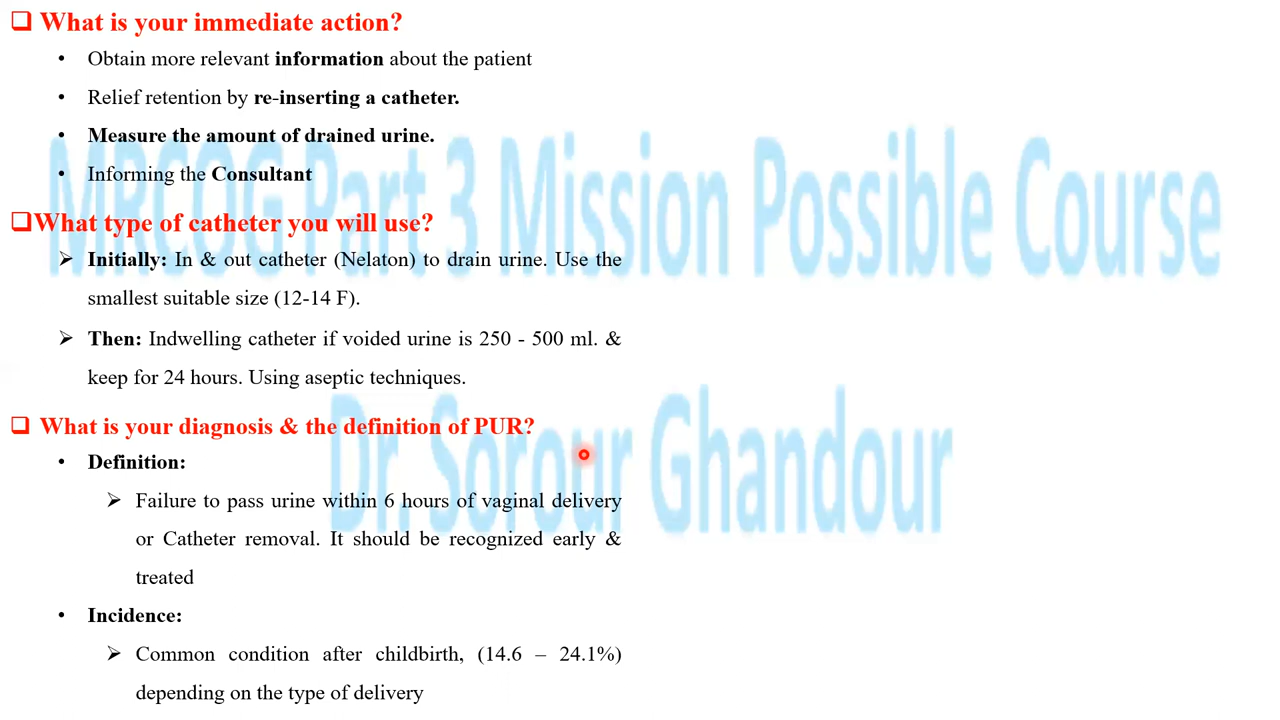 ❑ What is your immediate action?
• Obtain more relevant information about the patient
• Relief retention by re-inserting a catheter.
• Measure the amount of drained urine.
• Informing the Consultant
❑What type of catheter you will use?
➢ Initially: In & out catheter (Nelaton) to drain urine. Use the
smallest suitable size (12-14 F).
➢ Then: Indwelling catheter if voided urine is 250 - 500 ml. &
keep for 24 hours. Using aseptic techniques.
❑ What is your diagnosis & the definition of PUR?
• Definition:
➢ Failure to pass urine within 6 hours of vaginal delivery
or Catheter removal. It should be recognized early &
treated
• Incidence:
➢ Common condition after childbirth, (14.6 – 24.1%)
depending on the type of delivery
MRCOG Part 3 Mission Possible Course
Dr. Sorour Ghandour